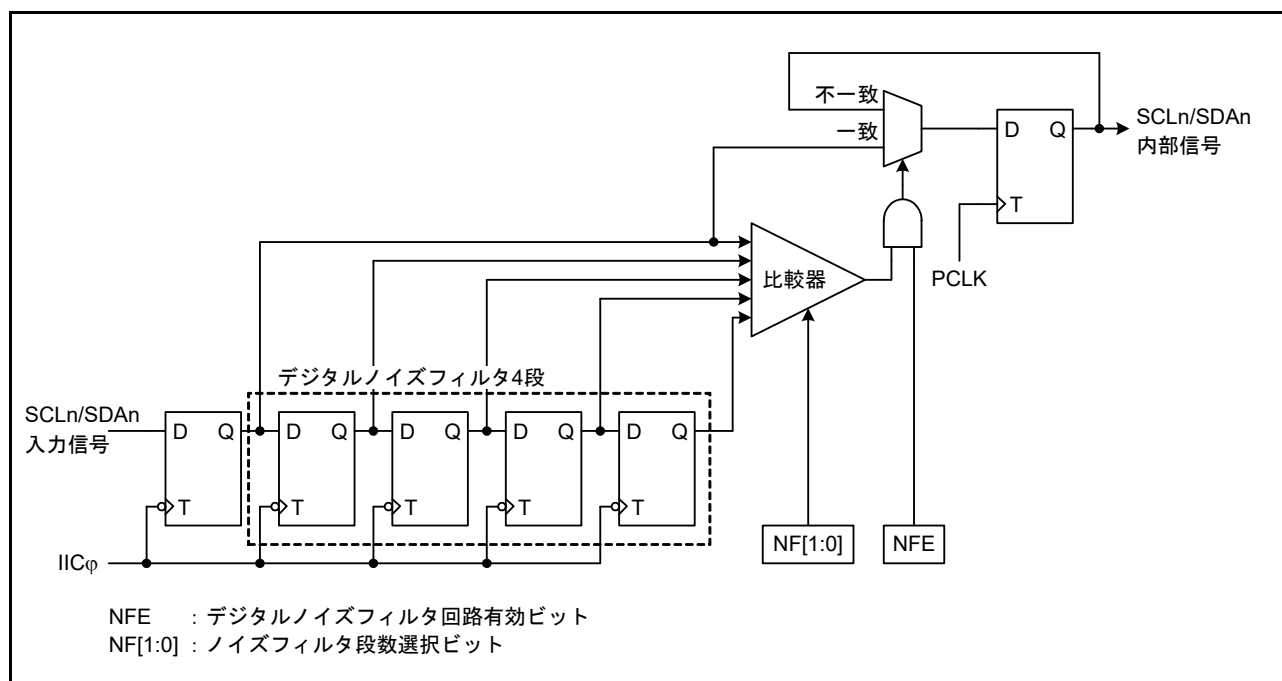 不一致
一致
D Q
T
SCLn/SDAn
内部信号
PCLK
比較器
デジタルノイズフィルタ4段
SCLn/SDAn
入力信号
D Q
T
D Q
T
D Q
T
D Q
T
D Q
T
IICφ
NF[1:0]
NFE
NFE : デジタルノイズフィルタ回路有効ビット
NF[1:0] : ノイズフィルタ段数選択ビット